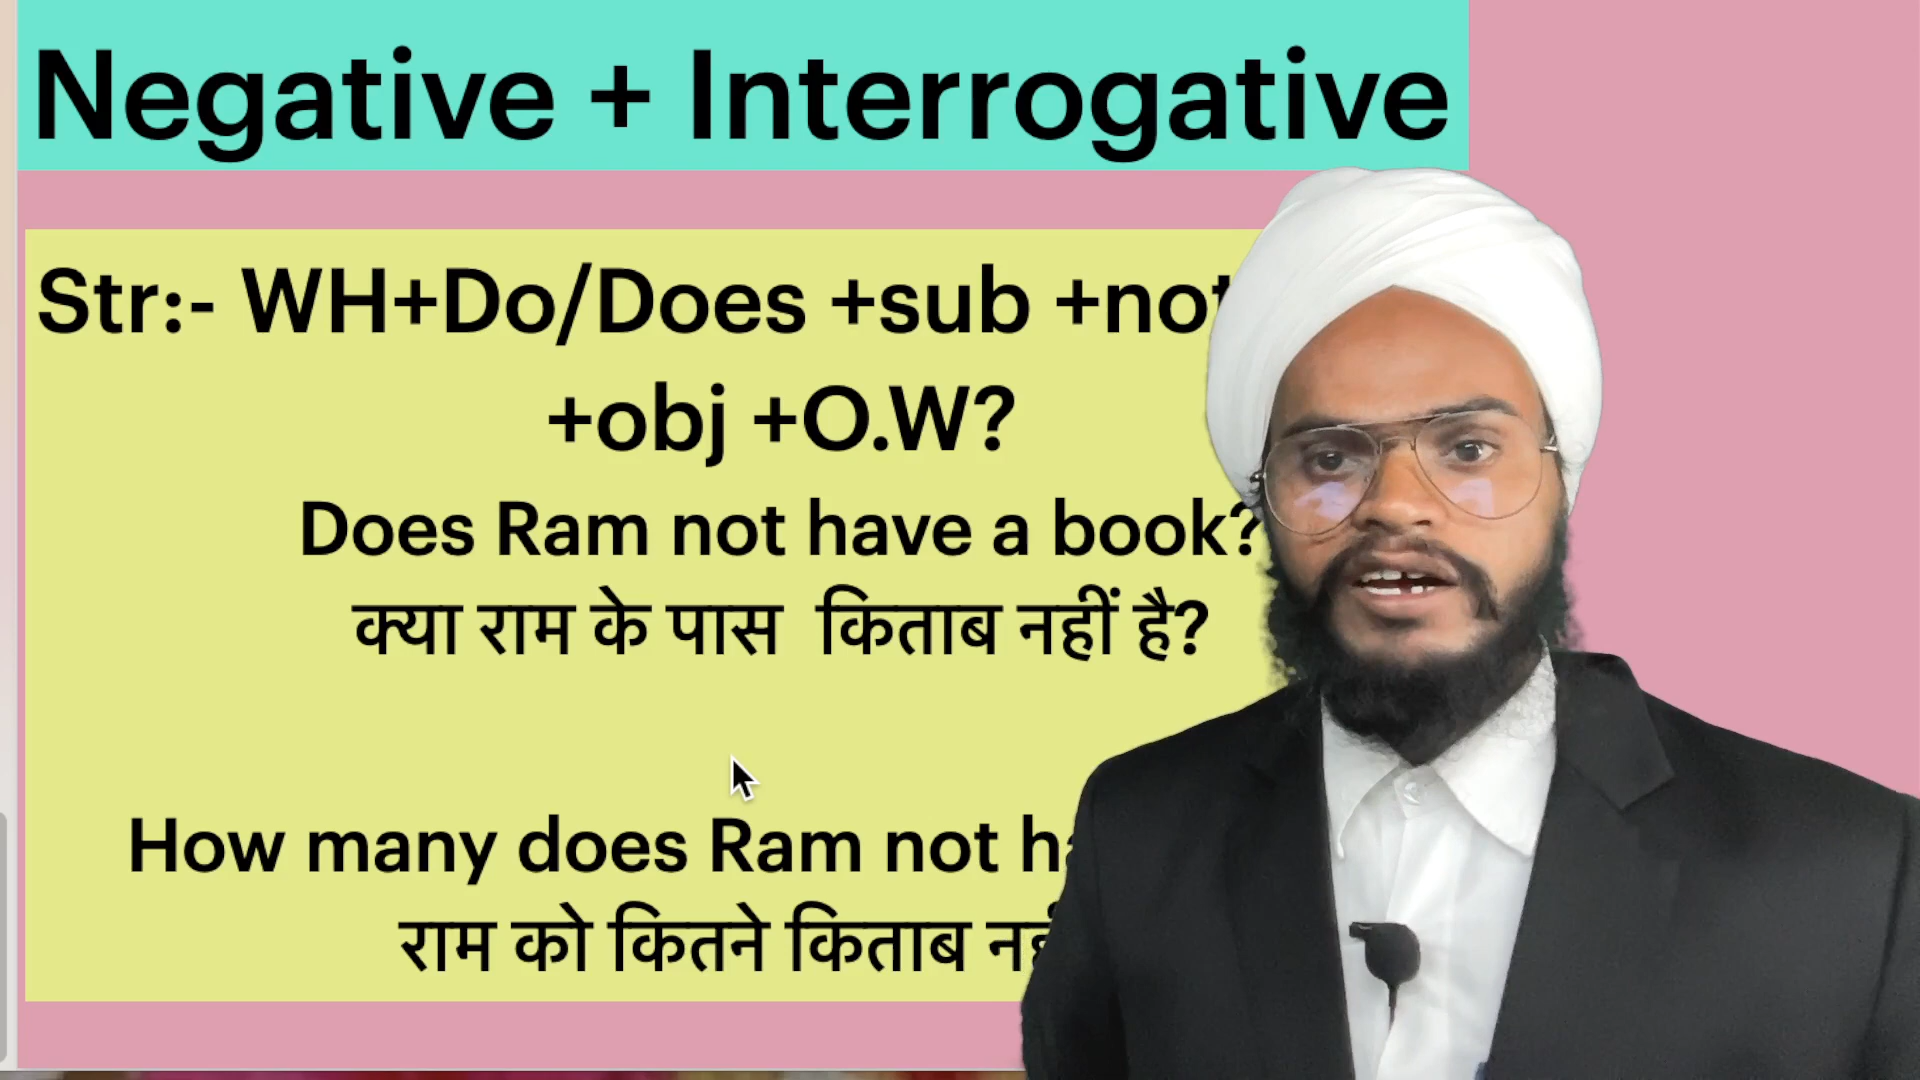 Negative + Interrogative
Str:- WH+Do/Does +sub +not
+obj +O.W?
Does Ram not have a book?
क्या राम के पास किताब नहीं है?
How many does Ram not
राम को कितने किताब